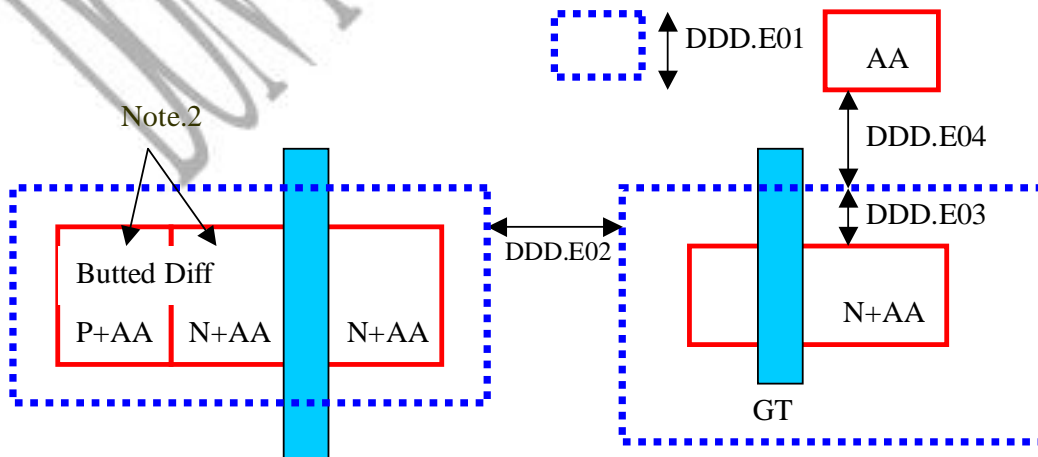 DDD.E01
AA
Note.2
DDD.E04
DDD.E03
DDD.E02
Butted Diff
P+AA
N+AA
N+AA
N+AA
GT